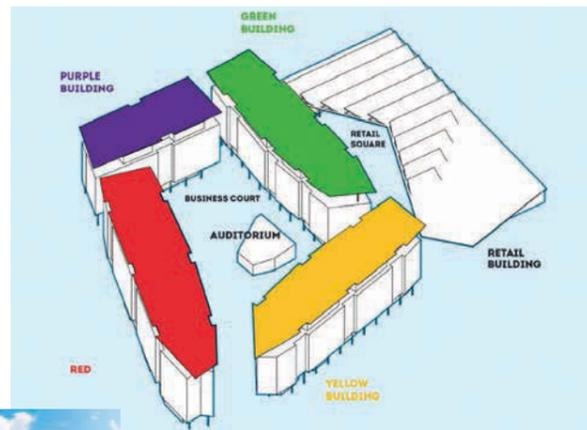 GREEN
BUILDING
PURPLE
BUILDING
RETAIL
SQUARE
BUSINESS COURT
AUDITORIUM
RETAIL
BUILDING
RED
YELLOW
BUILDING